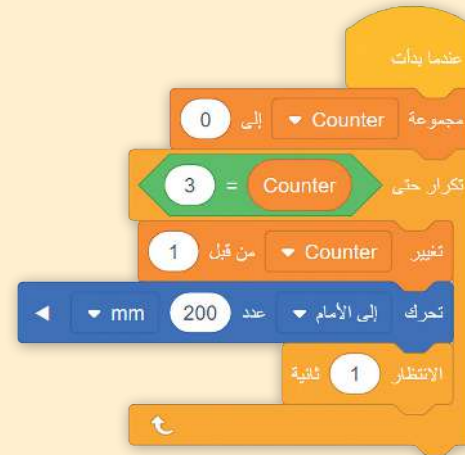 عندما بدأت
مجموعة Counter إلى 0
تكرار حتى Counter = 3
تغيير Counter من قبل 1
تحرك إلى الأمام عدد 200 mm
الانتظار 1 ثانية